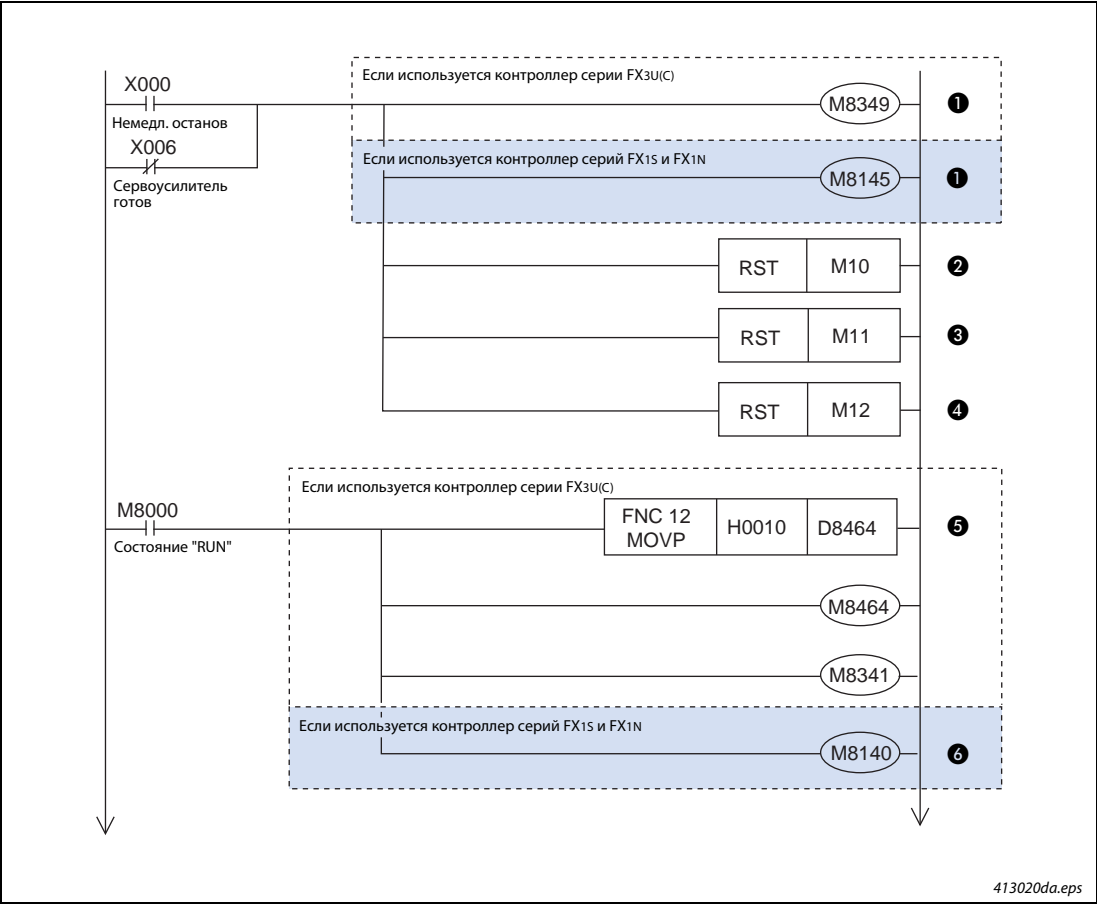 Если используется контроллер серии FX3U(C)
X000
M8349
❶
Немедл. останов
X006
Если используется контроллер серий FX1S и FX1N
M8145
❶
Сервоусилитель
готов
RST M10
❷
RST M11
❸
RST M12
❹
Если используется контроллер серии FX3U(C)
M8000
FNC 12
MOVP
H0010
D8464
❺
Состояние "RUN"
M8464
M8341
Если используется контроллер серий FX1S и FX1N
M8140
❻
413020da.eps